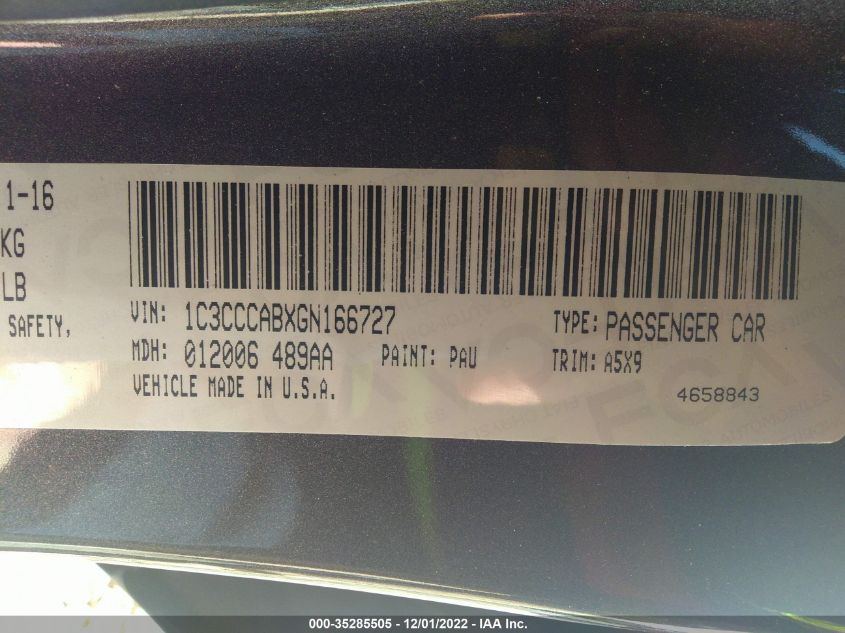 1-16
KG
LB
SAFETY,
VIN: 1C3CCCABXGN166727
TYPE: PASSENGER CAR
MDH: 012006 489AA
PAINT: PAU
TRIM: A5X9
VEHICLE MADE IN U.S.A.
4658843
000-35285505 - 12/01/2022 - IAA Inc.